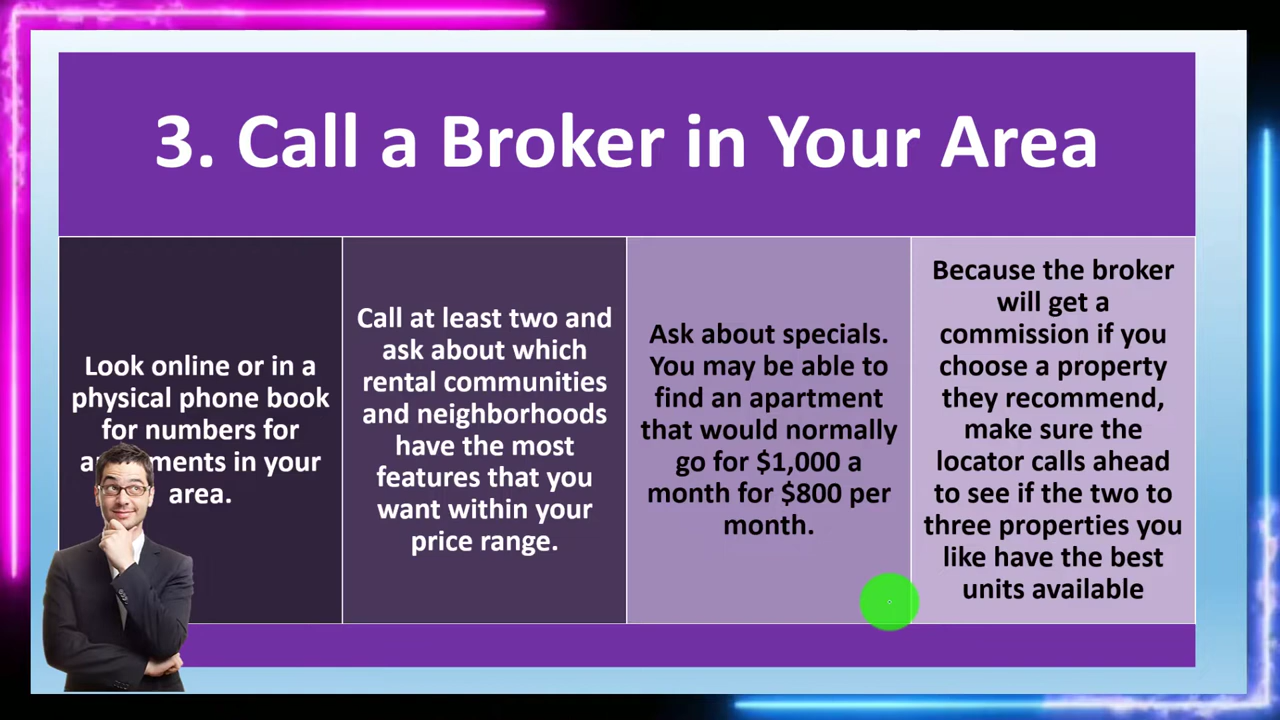 3. Call a Broker in Your Area
Look online or in a
physical phone book
for numbers for
in your
area.
Call at least two and
ask about which
rental communities
and neighborhoods
have the most
features that you
want within your
price range.
Ask about specials.
You may be able to
find an apartment
that would normally
go for $1,000 a
month for $800 per
month.
Because the broker
will get a
commission if you
choose a property
they recommend,
make sure the
locator calls ahead
to see if the two to
three properties you
like have the best
units available